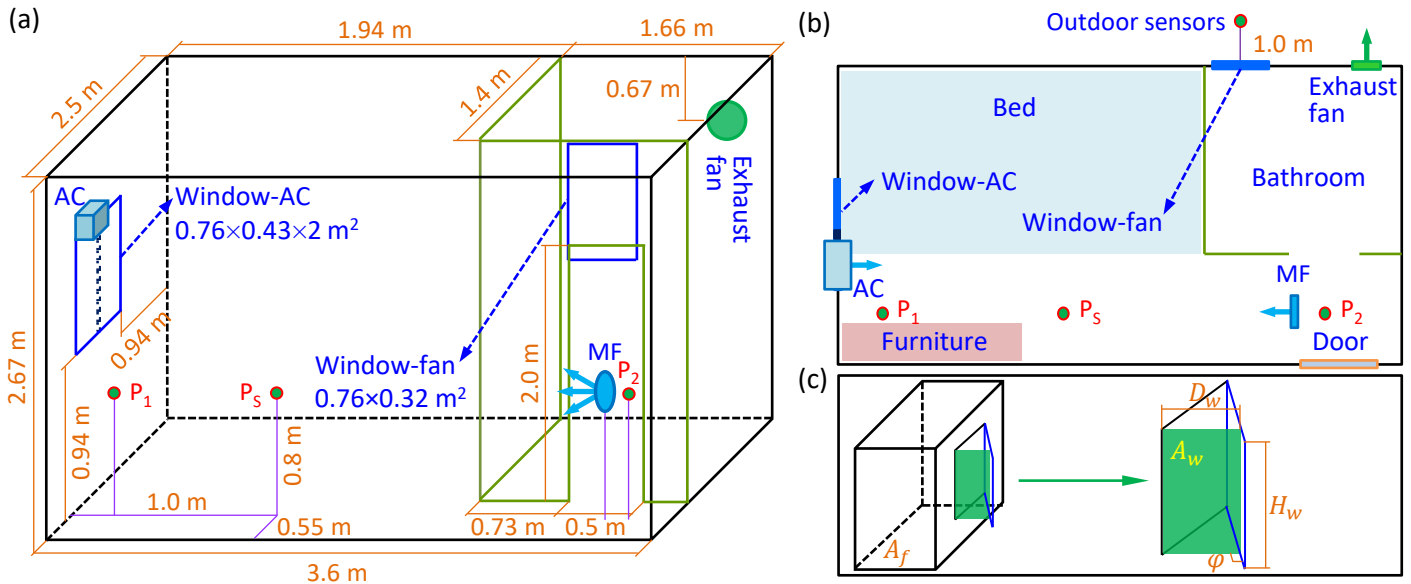 (a)
1.94 m
1.66 m
2.5 m
1.4 m
0.67 m
Exhaust
fan
AC
Window-AC
0.76×0.43×2 m²
0.94 m
2.67 m
Window-fan
0.76×0.32 m²
MF
P₁
Pₛ
P₂
2.0 m
0.94 m
0.8 m
1.0 m
0.55 m
0.73 m
0.5 m
3.6 m
(b)
Outdoor sensors
1.0 m
Exhaust
fan
Bed
Window-AC
Bathroom
Window-fan
AC
MF
P₁
Pₛ
P₂
Furniture
Door
(c)
D_w
A_w
H_w
A_f
φ